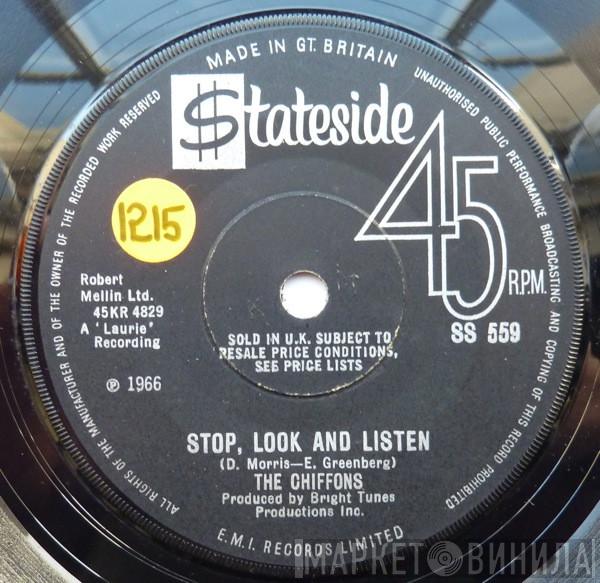 MADE IN GT. BRITAIN
UNAUTHORISED PUBLIC PERFORMANCE BROADCASTING AND COPYING OF THIS RECORD PROHIBITED
ALL RIGHTS OF THE MANUFACTURER AND OF THE OWNER OF THE RECORDED WORK RESERVED
$tateside
45
R.P.M.
1215
Robert
Mellin Ltd.
45KR 4829
A 'Laurie'
Recording
SS 559
SOLD IN U.K. SUBJECT TO
RESALE PRICE CONDITIONS,
SEE PRICE LISTS
℗ 1966
STOP, LOOK AND LISTEN
(D. Morris—E. Greenberg)
THE CHIFFONS
Produced by Bright Tunes
Productions Inc.
E.M.I. RECORDS LIMITED
МАРКЕТ ВИНИЛА